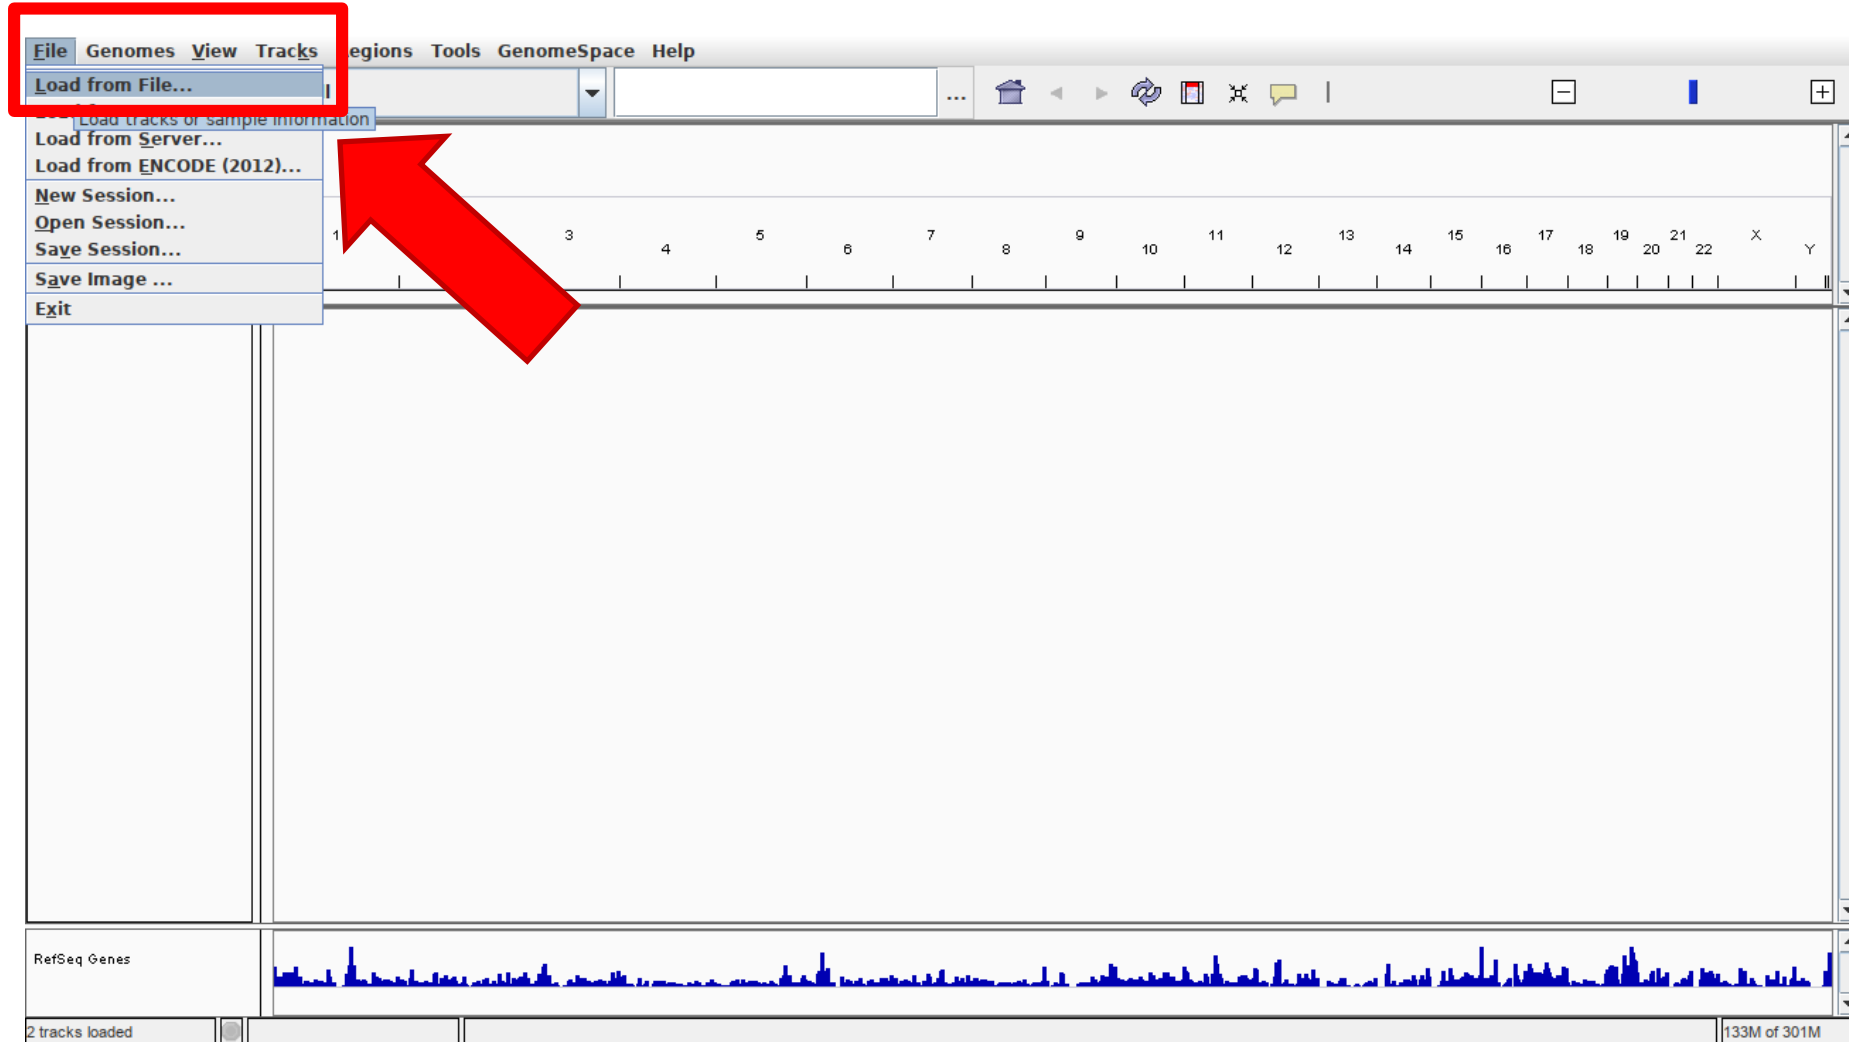 File Genomes View Tracks egions Tools GenomeSpace Help
Load from File...
...
Load tracks or sample information
Load from Server...
Load from ENCODE (2012)...
New Session...
Open Session...
Save Session...
Save Image ...
Exit
1 3 4 5 6 7 8 9 10 11 12 13 14 15 16 17 18 19 20 21 22 X Y
RefSeq Genes
2 tracks loaded
133M of 301M